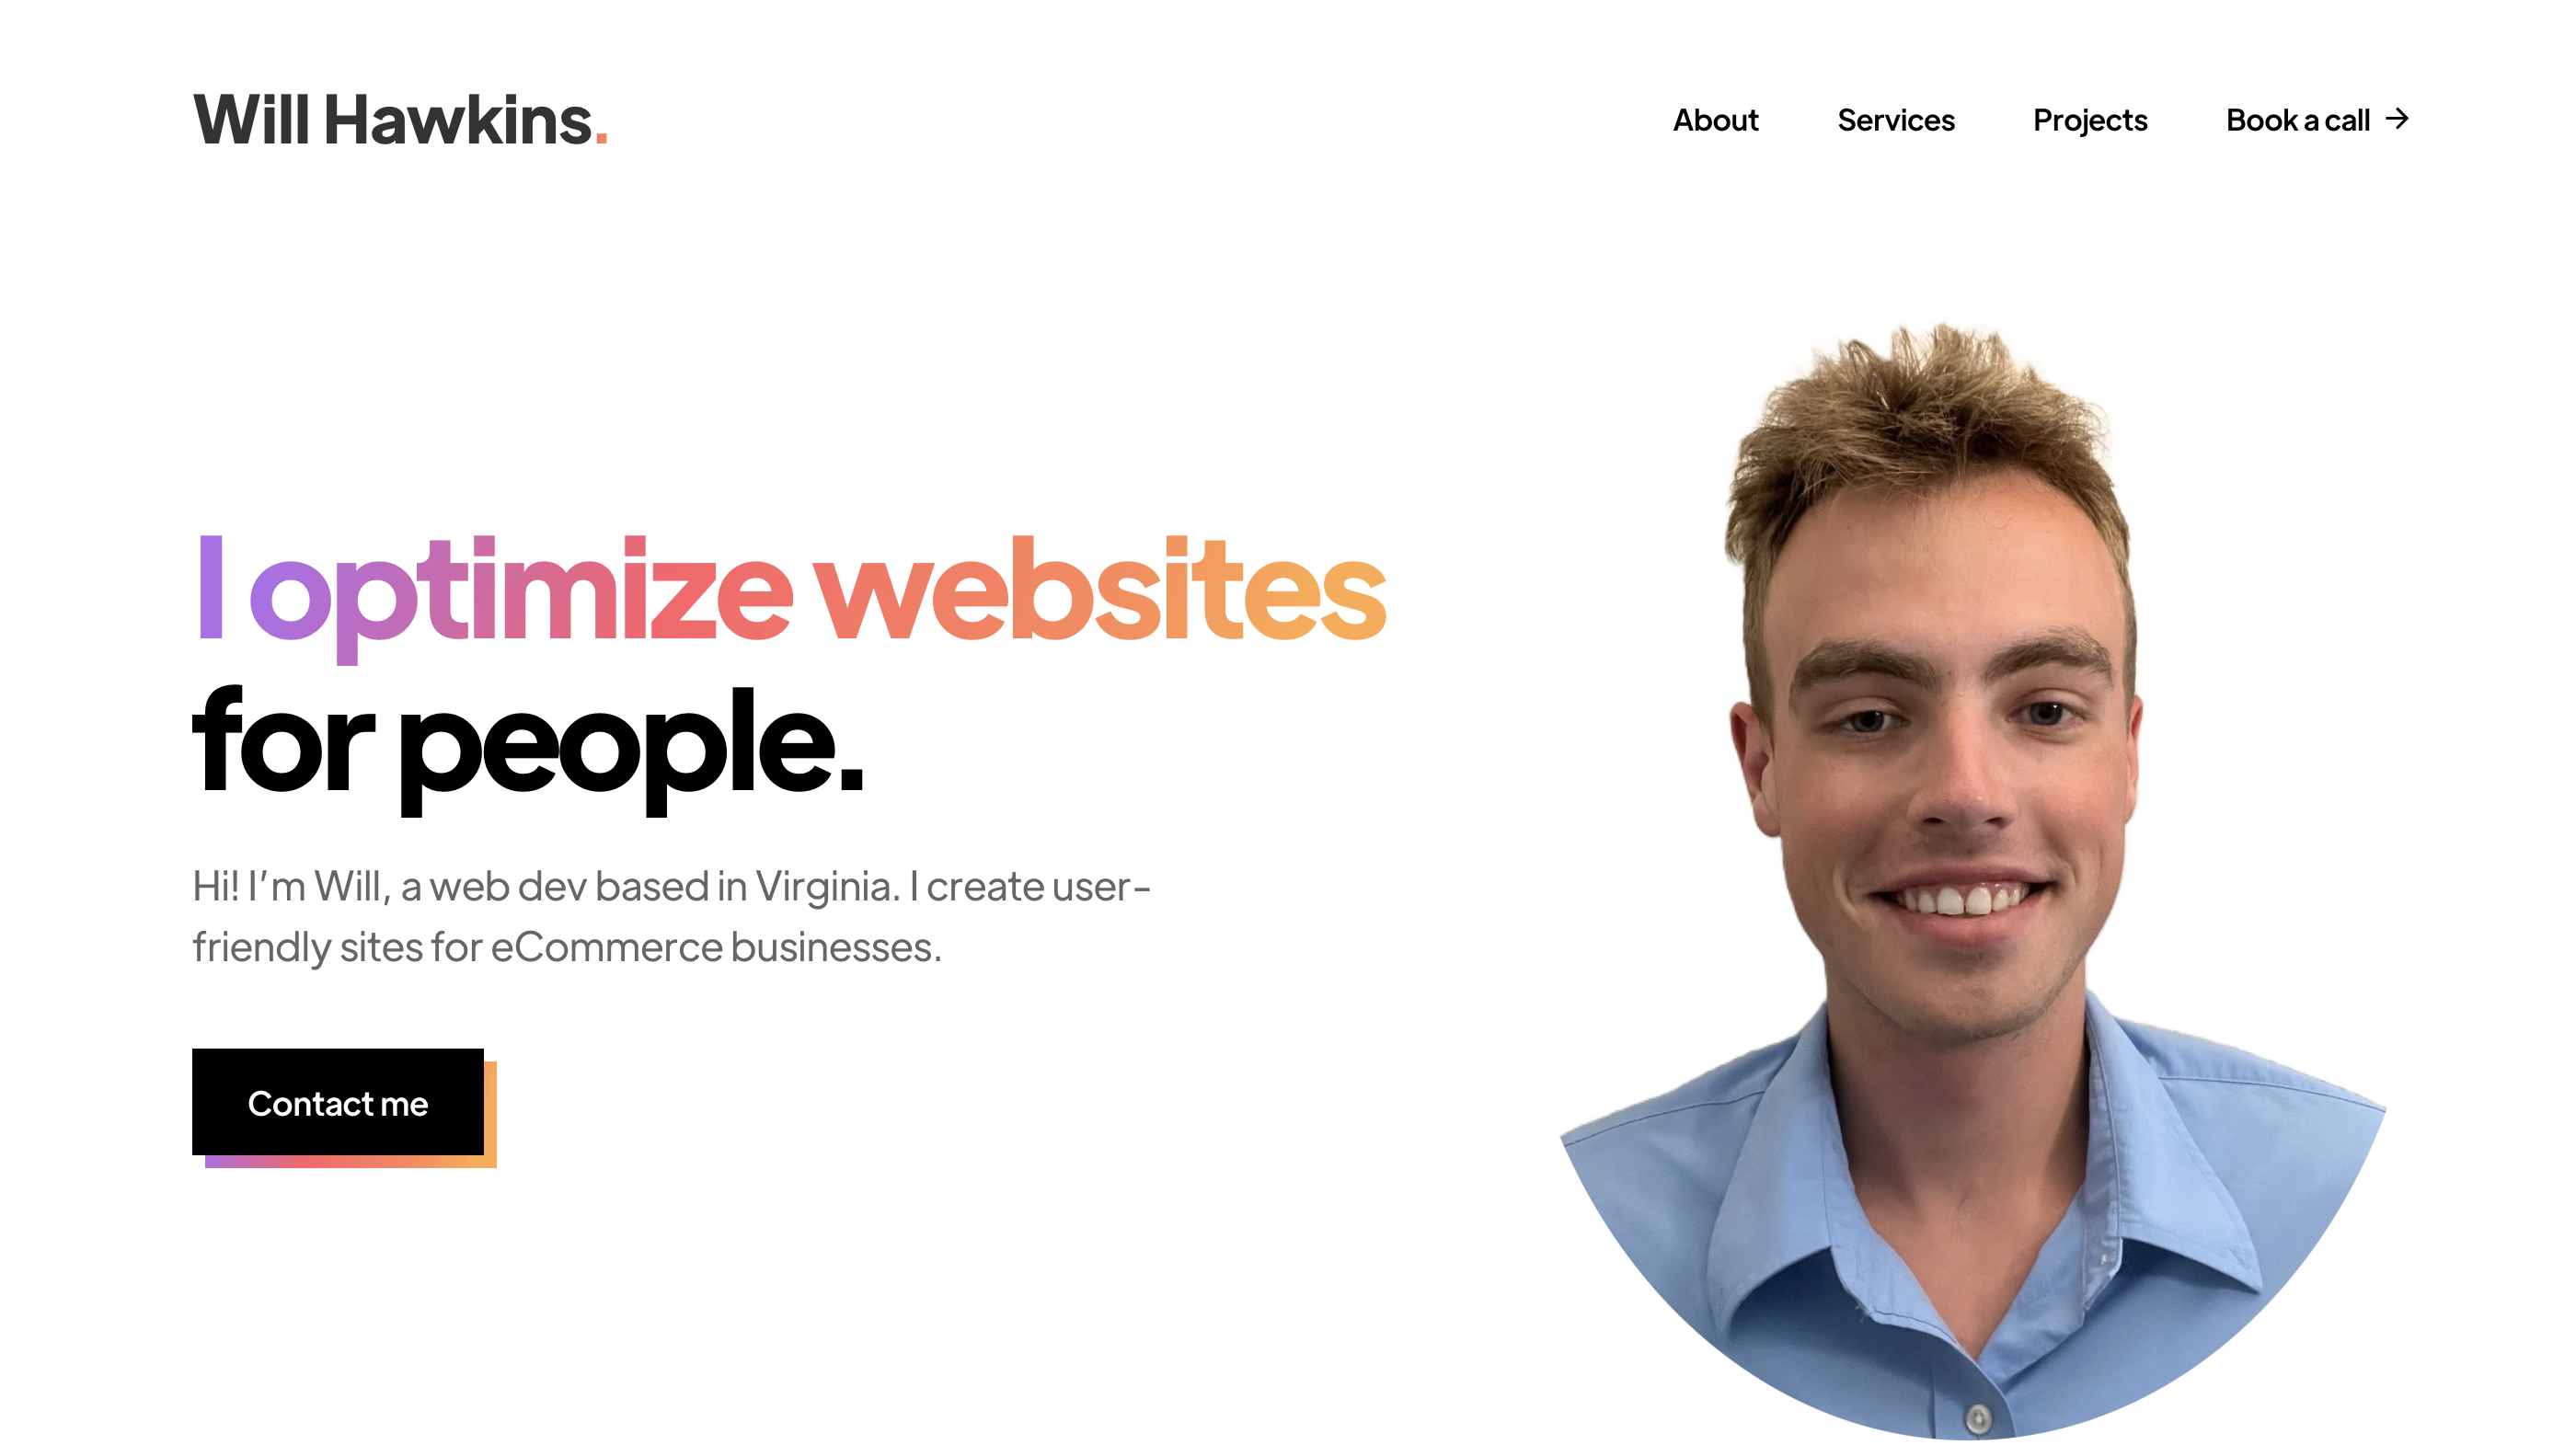 Will Hawkins.
About
Services
Projects
Book a call →
I optimize websites
for people.
Hi! I’m Will, a web dev based in Virginia. I create user-
friendly sites for eCommerce businesses.
Contact me